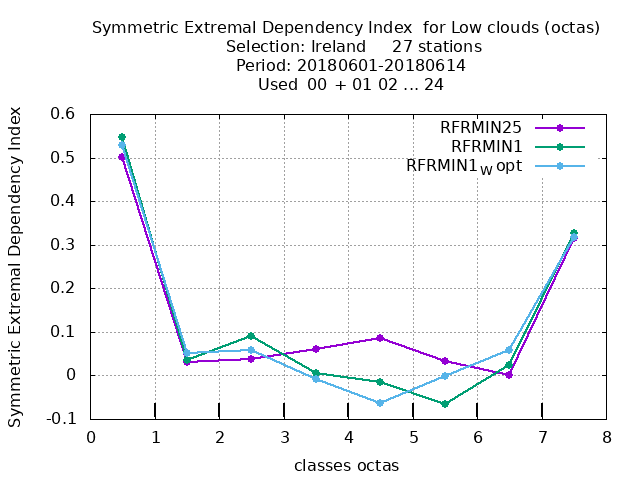 Symmetric Extremal Dependency Index  for Low clouds (octas)
Selection: Ireland     27 stations
Period: 20180601-20180614
Used  00  + 01 02 ... 24
Symmetric Extremal Dependency Index
0.6
0.5
0.4
0.3
0.2
0.1
0
-0.1
RFRMIN25
RFRMIN1
RFRMIN1W opt
0 1 2 3 4 5 6 7 8
classes octas